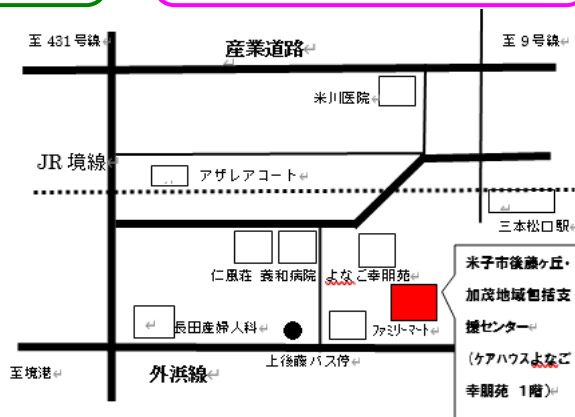 至 431号線
産業道路
至 9号線
米川医院
JR 境線
アザレアコート
三本松口駅
仁風荘 養和病院 よなご幸朋苑
長田産婦人科
ファミリーマート
上後藤バス停
至境港
外浜線
米子市後藤ヶ丘・
加茂地域包括支
援センター
(ケアハウスよなご
幸朋苑 1階)